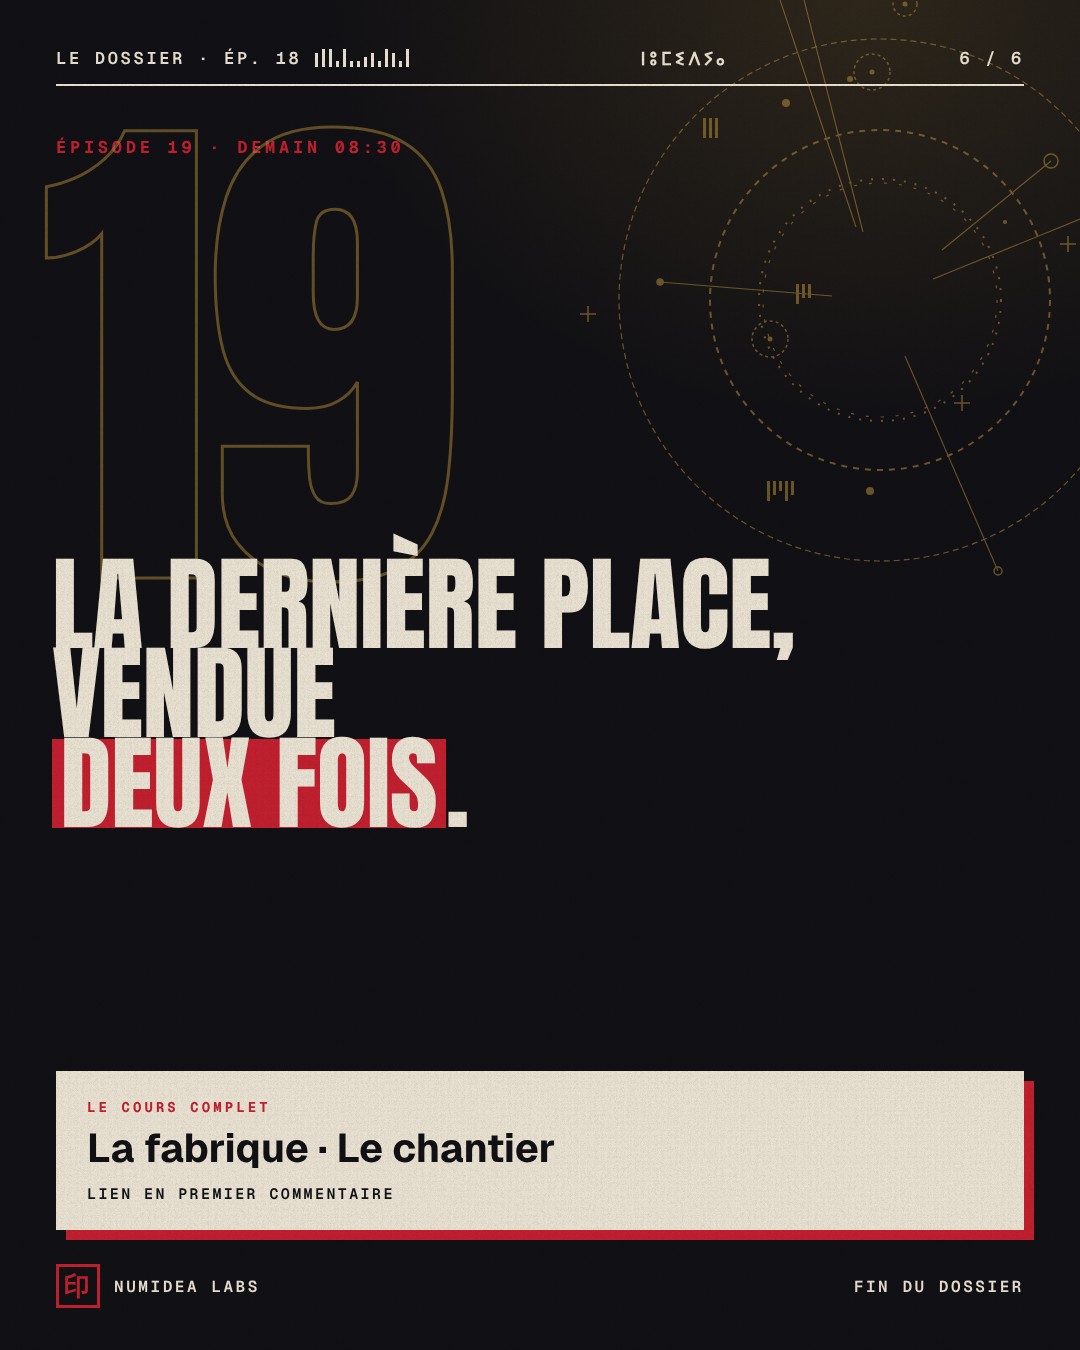 LE DOSSIER · ÉP. 18
ⵏⵓⵎⵉⴷⵢⴰ
6 / 6
ÉPISODE 19 · DEMAIN 08:30
19
LA DERNIÈRE PLACE,
VENDUE
DEUX FOIS.
LE COURS COMPLET
La fabrique · Le chantier
LIEN EN PREMIER COMMENTAIRE
印 NUMIDEA LABS
FIN DU DOSSIER